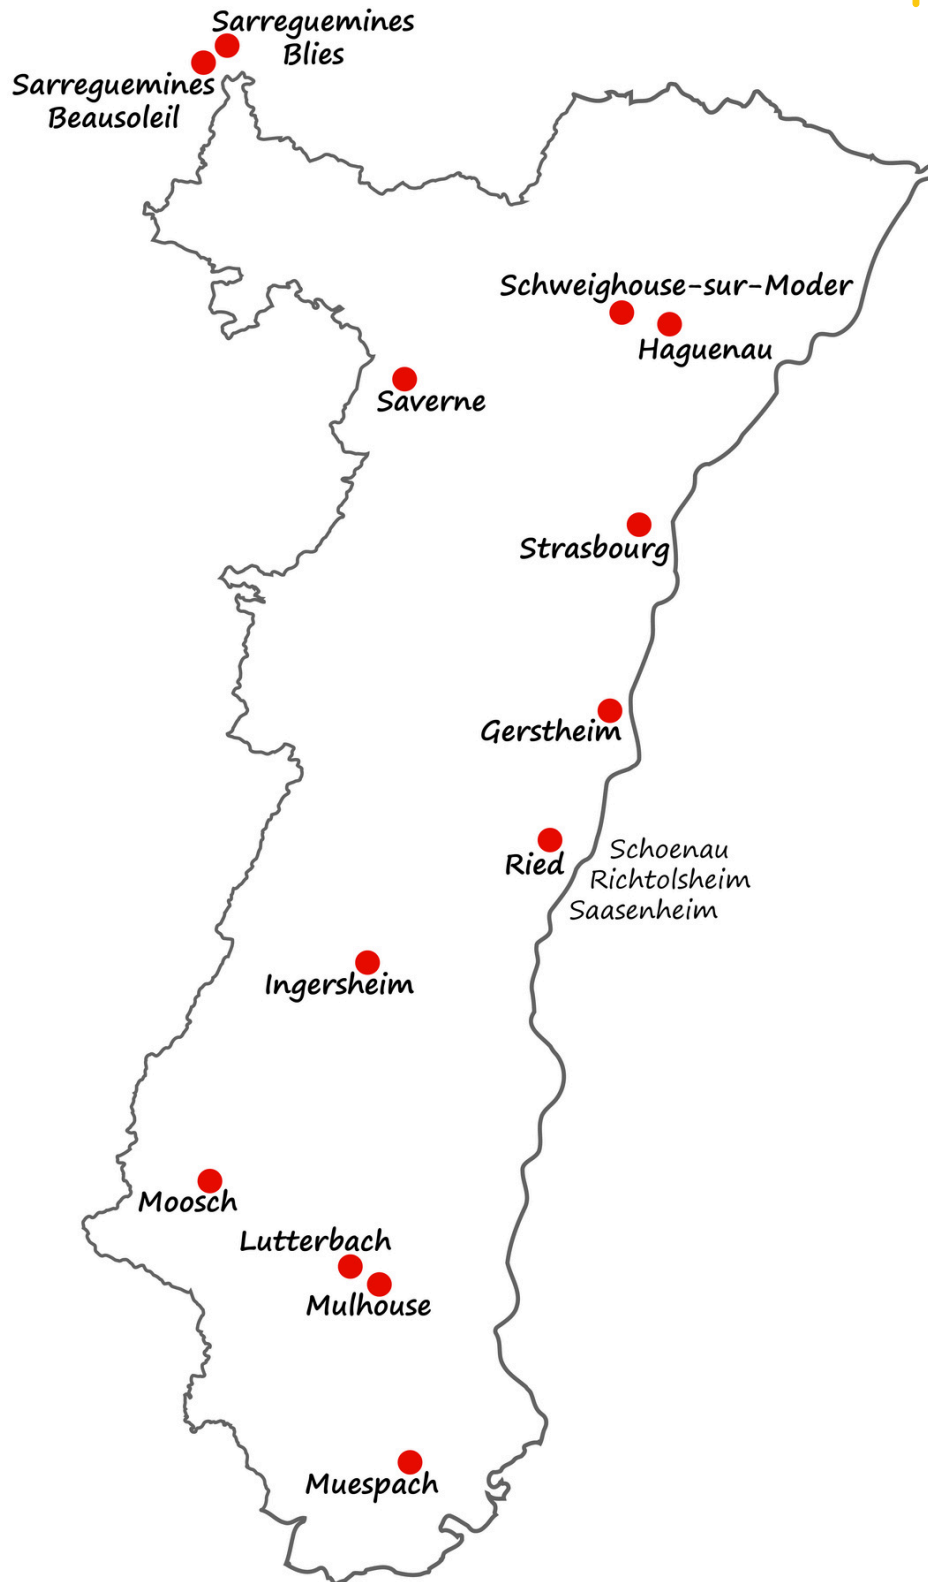 Sarreguemines
Blies
Sarreguemines
Beausoleil
Schweighouse-sur-Moder
Haguenau
Saverne
Strasbourg
Gerstheim
Ried
Schoenau
Richtolsheim
Saasenheim
Ingersheim
Moosch
Lutterbach
Mulhouse
Muespach